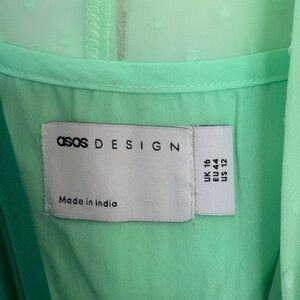 asos DESIGN
Made in India
UK 16
EU 44
US 12